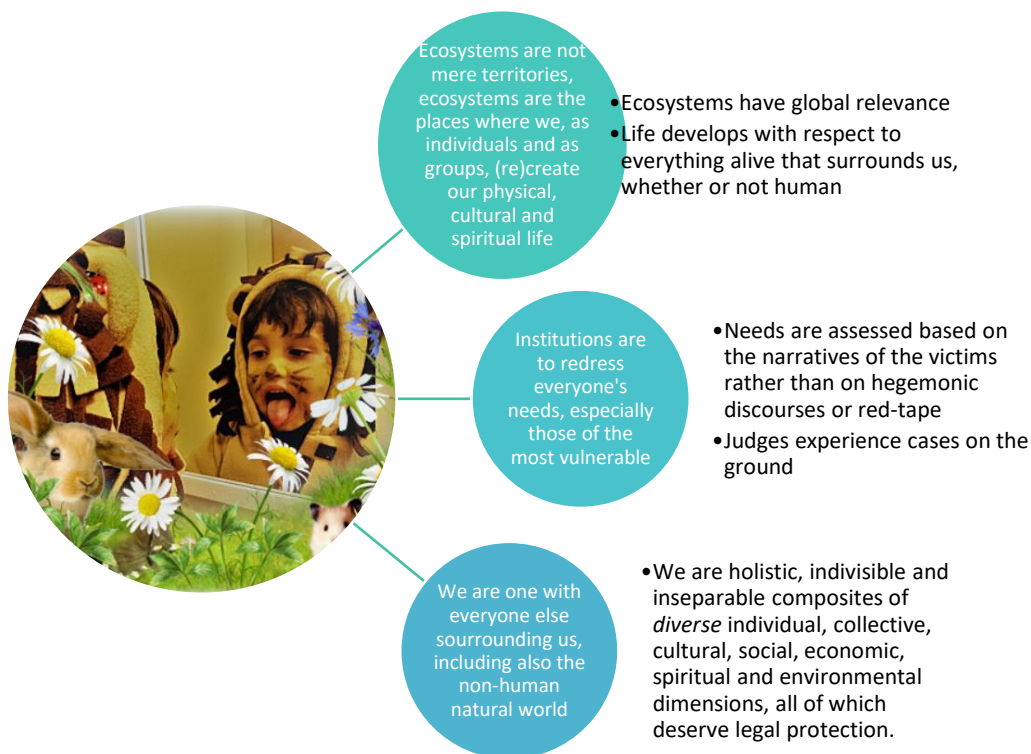 Ecosystems are not
mere territories,
ecosystems are the
places where we, as
individuals and as
groups, (re)create
our physical,
cultural and
spiritual life
•Ecosystems have global relevance
•Life develops with respect to
everything alive that surrounds us,
whether or not human
Institutions are
to redress
everyone's
needs, especially
those of the
most vulnerable
•Needs are assessed based on
the narratives of the victims
rather than on hegemonic
discourses or red-tape
•Judges experience cases on the
ground
We are one with
everyone else
sourrounding us,
including also the
non-human
natural world
•We are holistic, indivisible and
inseparable composites of
diverse individual, collective,
cultural, social, economic,
spiritual and environmental
dimensions, all of which
deserve legal protection.